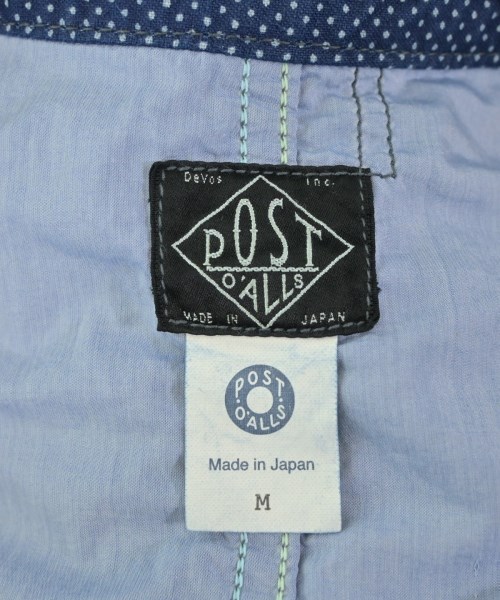 DeVos Inc.
POST
O'ALLS
MADE IN JAPAN
POST
O'ALLS
Made in Japan
M